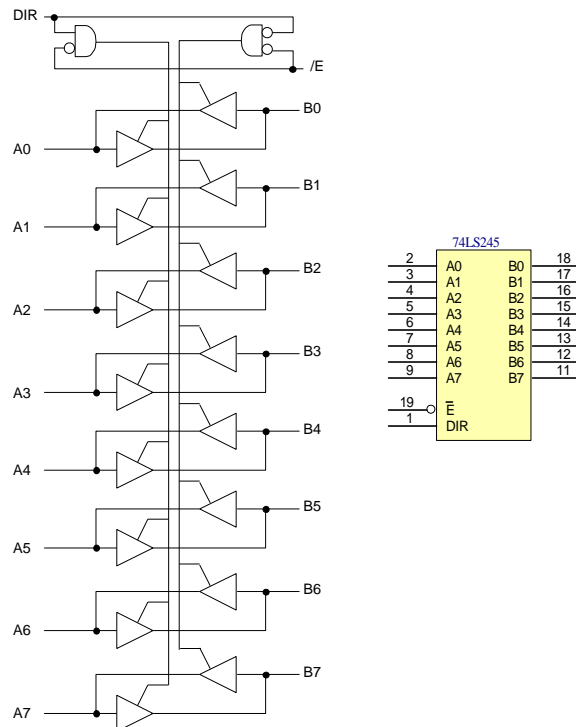 DIR
/E
B0
A0
B1
A1
B2
A2
B3
A3
B4
A4
B5
A5
B6
A6
B7
A7
74LS245
2 A0 B0 18
3 A1 B1 17
4 A2 B2 16
5 A3 B3 15
6 A4 B4 14
7 A5 B5 13
8 A6 B6 12
9 A7 B7 11
19 E̅
1 DIR